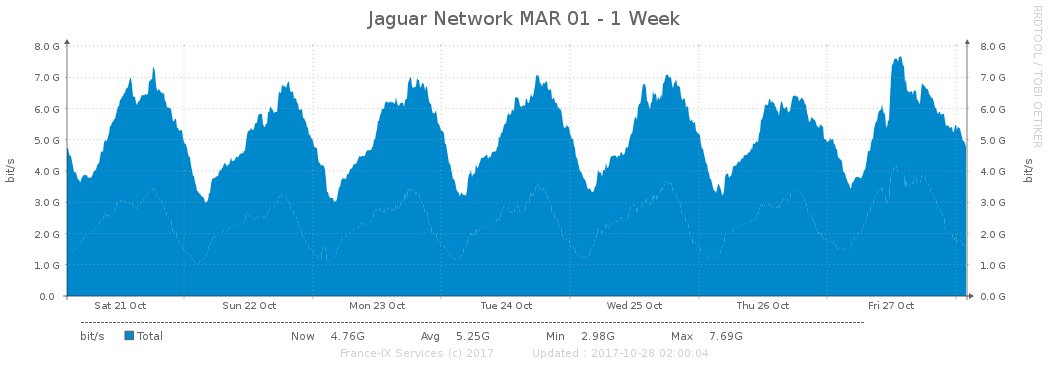 Jaguar Network MAR 01 - 1 Week
RRDTOOL / TOBI OETIKER
bit/s
8.0 G 8.0 G
7.0 G 7.0 G
6.0 G 6.0 G
5.0 G 5.0 G
4.0 G 4.0 G
3.0 G 3.0 G
2.0 G 2.0 G
1.0 G 1.0 G
0.0 0.0 G
bit/s
Sat 21 Oct Sun 22 Oct Mon 23 Oct Tue 24 Oct Wed 25 Oct Thu 26 Oct Fri 27 Oct
bit/s Total Now 4.76G Avg 5.25G Min 2.98G Max 7.69G
France-IX Services (c) 2017 Updated : 2017-10-28 02:00:04